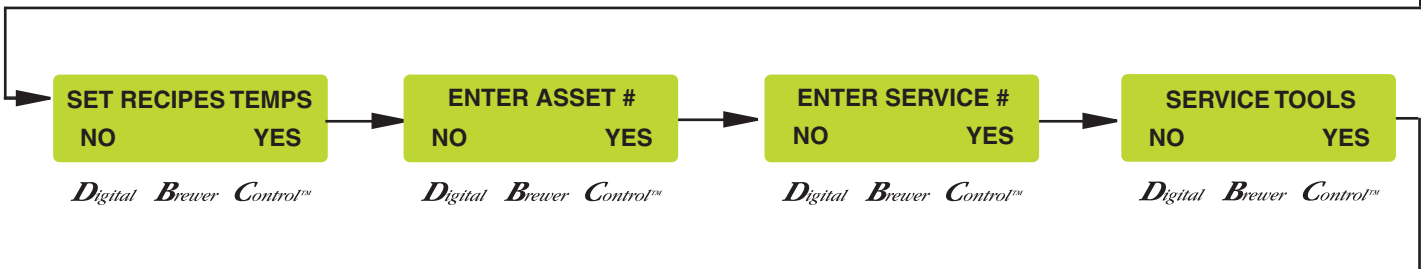 SET RECIPES TEMPS
NO YES
Digital Brewer Control™
ENTER ASSET #
NO YES
Digital Brewer Control™
ENTER SERVICE #
NO YES
Digital Brewer Control™
SERVICE TOOLS
NO YES
Digital Brewer Control™